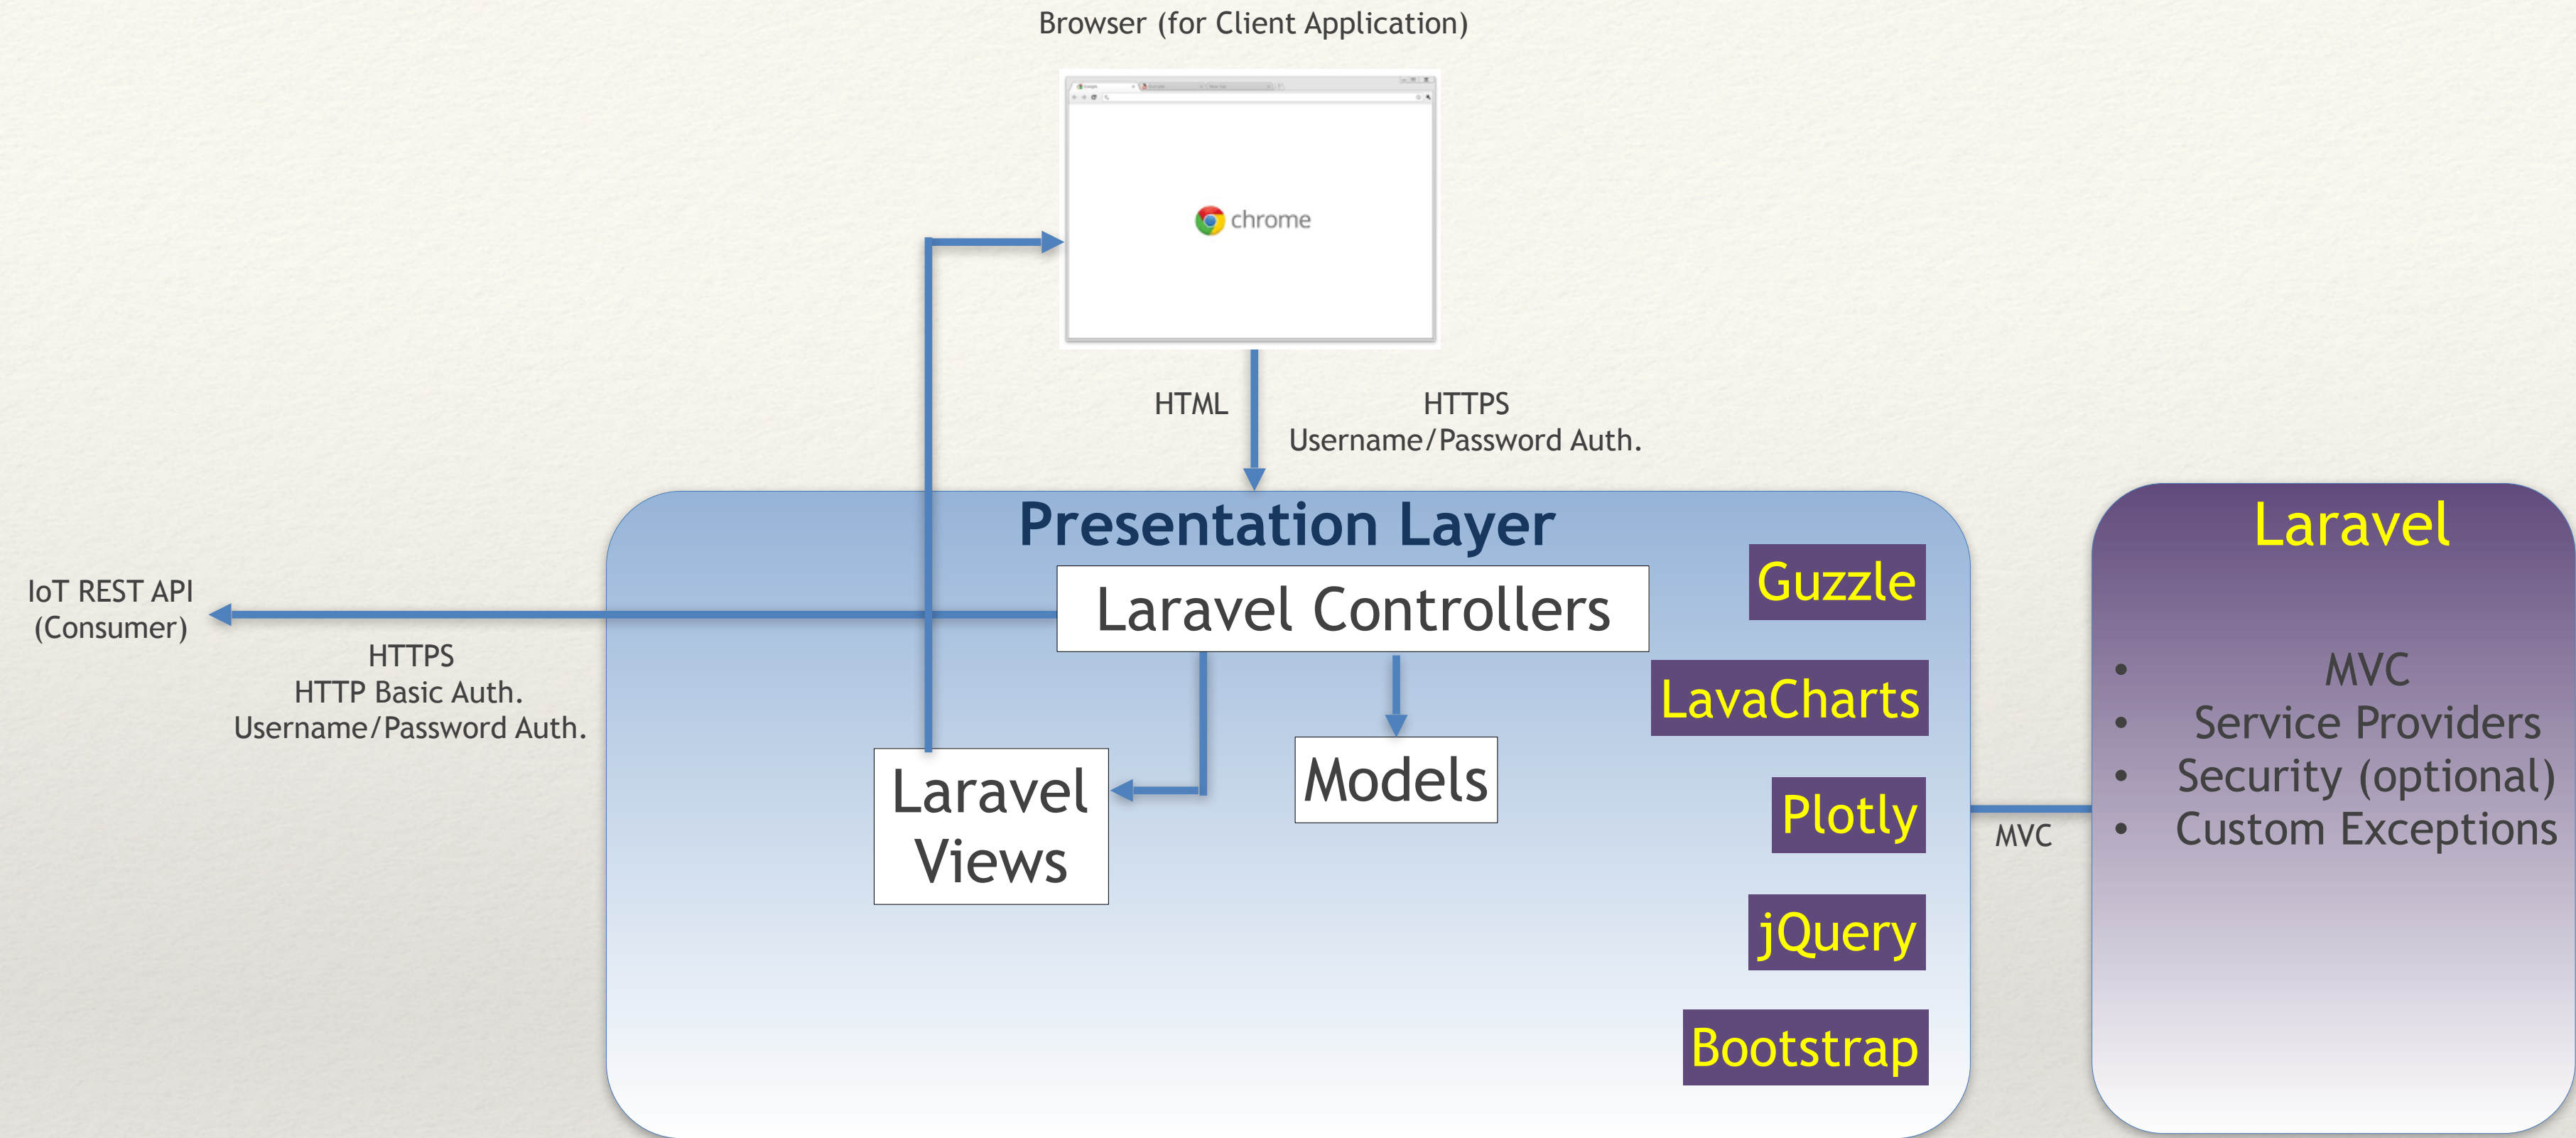 Browser (for Client Application)
chrome
HTML
HTTPS
Username/Password Auth.
Presentation Layer
Laravel Controllers
Laravel
Views
Models
Guzzle
LavaCharts
Plotly
jQuery
Bootstrap
IoT REST API
(Consumer)
HTTPS
HTTP Basic Auth.
Username/Password Auth.
MVC
Laravel
• MVC
• Service Providers
• Security (optional)
• Custom Exceptions